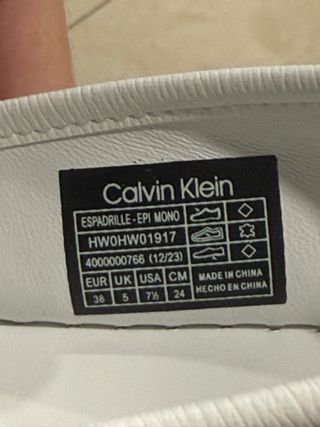 Calvin Klein
ESPADRILLE - EPI MONO
HW0HW01917
4000000766 (12/23)
EUR UK USA CM
38 5 7½ 24
MADE IN CHINA
HECHO EN CHINA